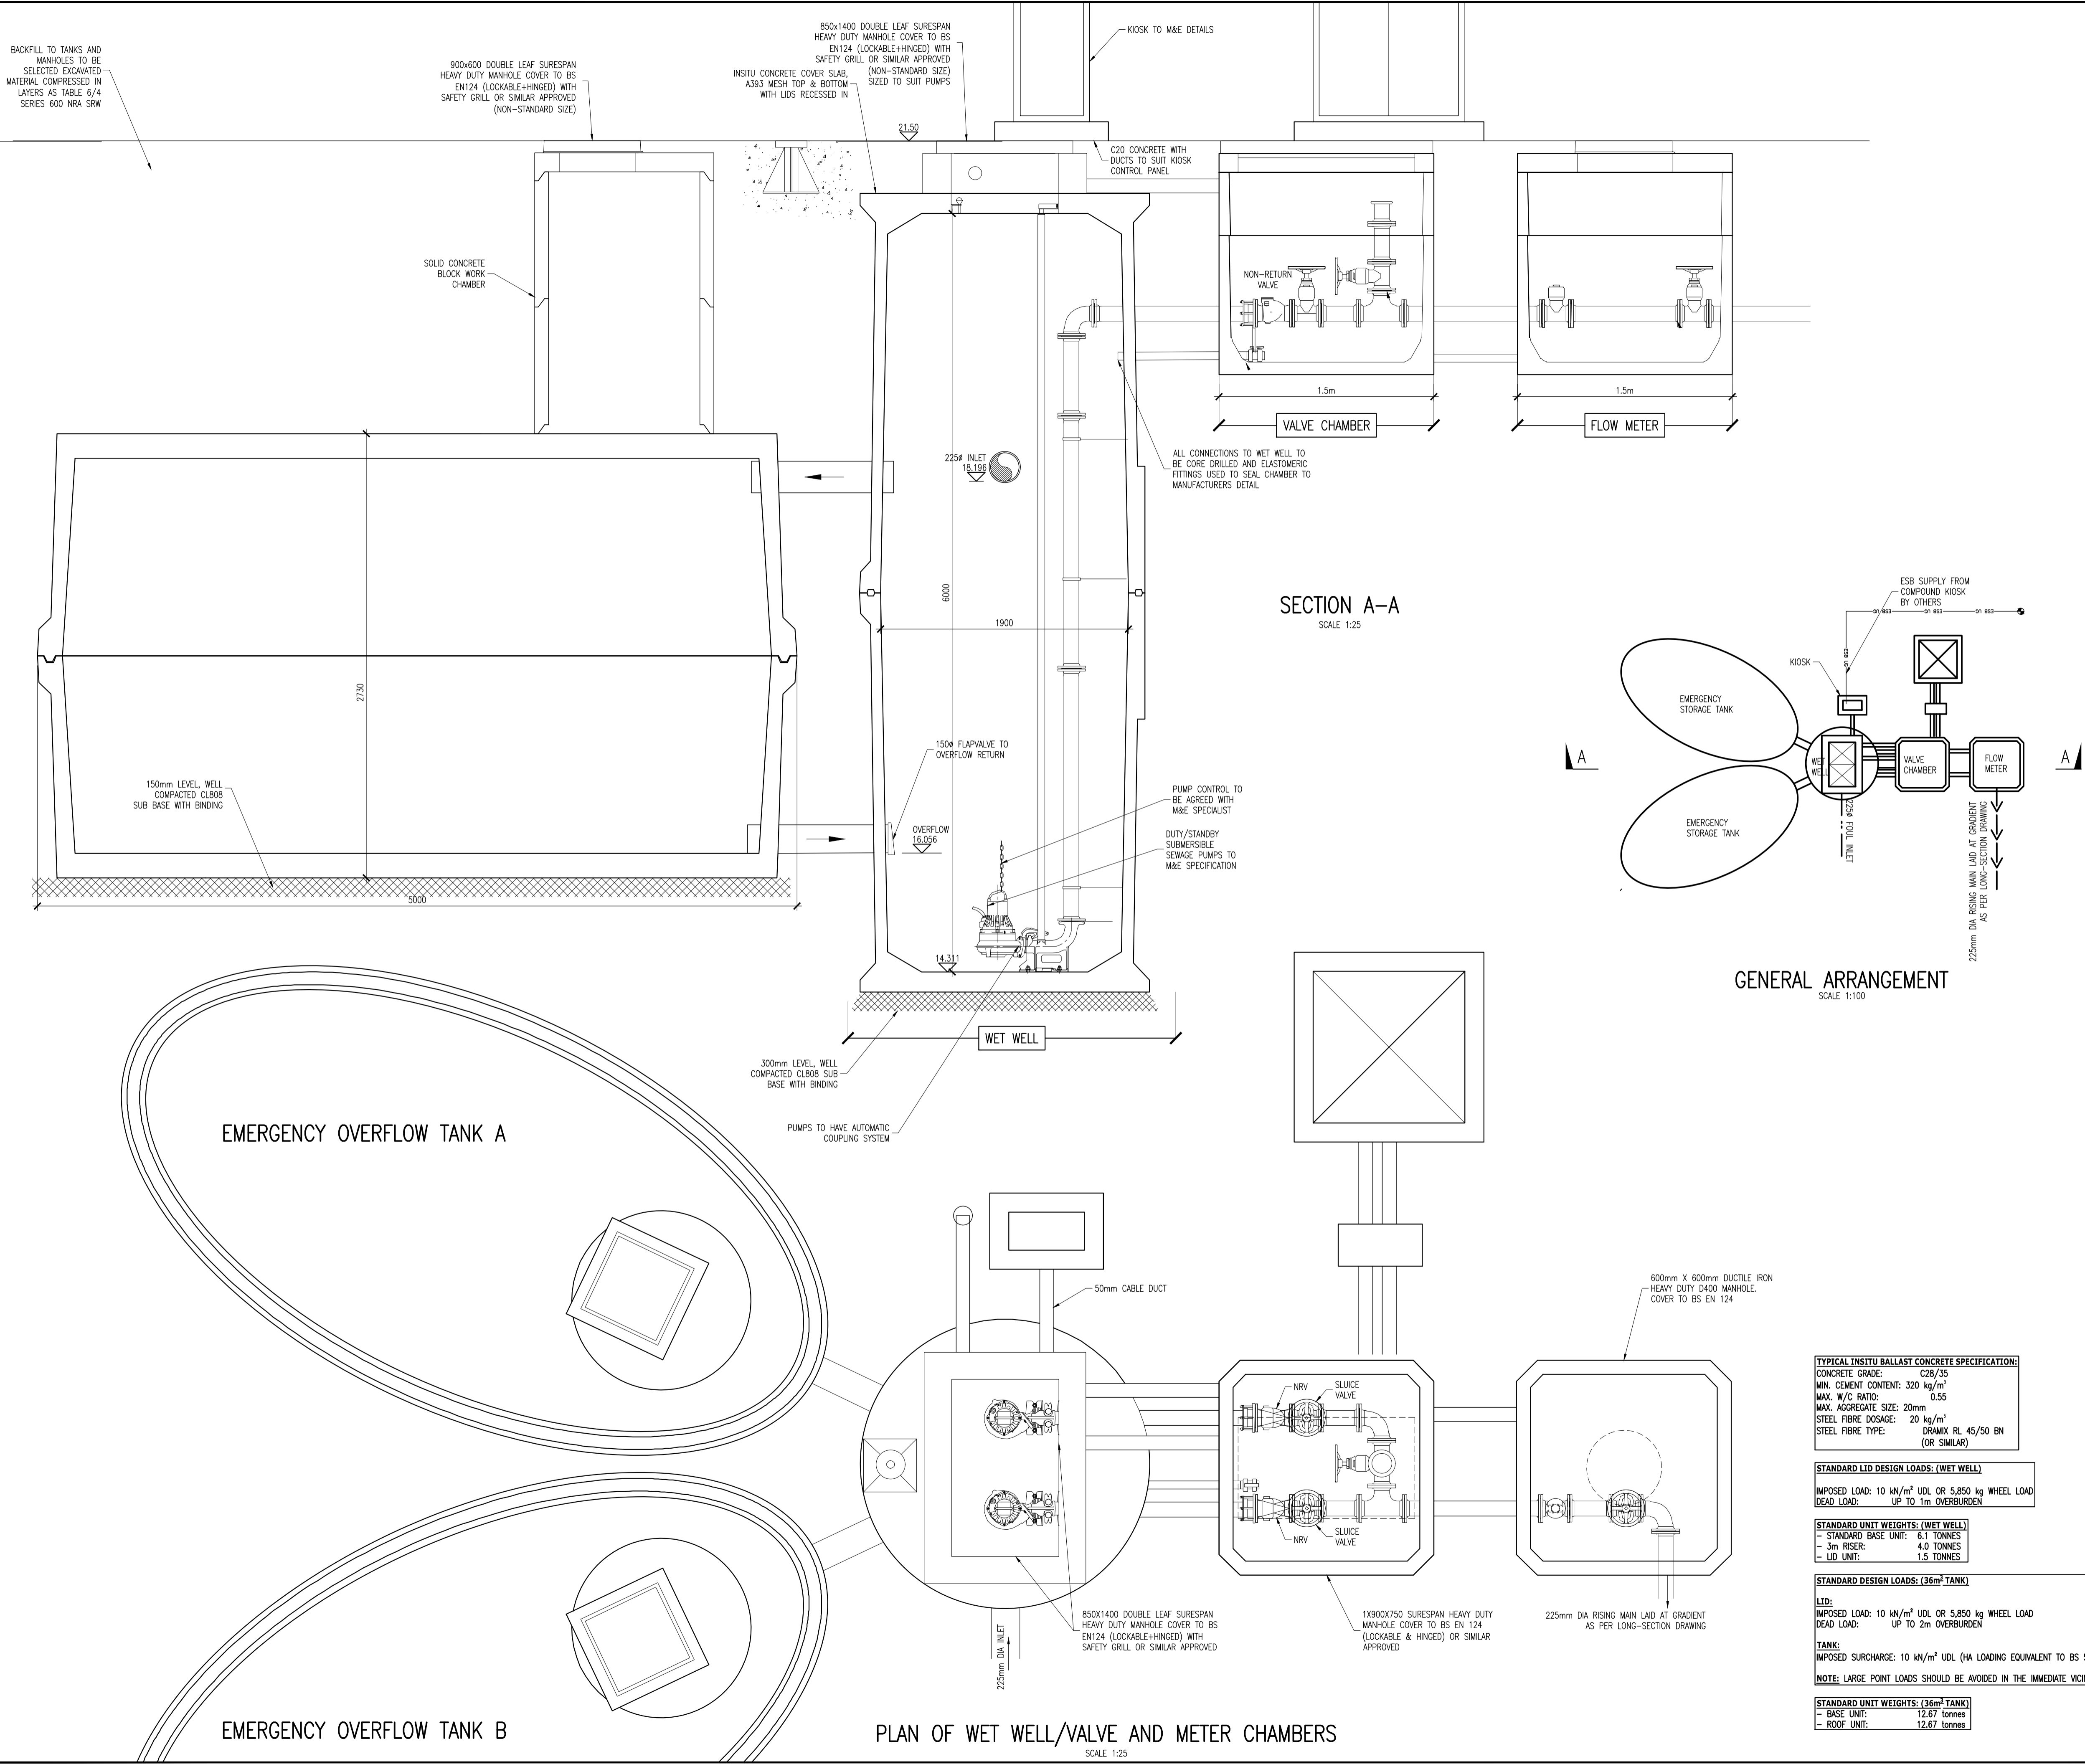 BACKFILL TO TANKS AND
MANHOLES TO BE
SELECTED EXCAVATED
MATERIAL COMPRESSED IN
LAYERS AS TABLE 6/4
SERIES 600 NRA SRW
900x600 DOUBLE LEAF SURESPAN
HEAVY DUTY MANHOLE COVER TO BS
EN124 (LOCKABLE+HINGED) WITH
SAFETY GRILL OR SIMILAR APPROVED
(NON-STANDARD SIZE)
850x1400 DOUBLE LEAF SURESPAN
HEAVY DUTY MANHOLE COVER TO BS
EN124 (LOCKABLE+HINGED) WITH
SAFETY GRILL OR SIMILAR APPROVED
(NON-STANDARD SIZE)
SIZED TO SUIT PUMPS
INSITU CONCRETE COVER SLAB,
A393 MESH TOP & BOTTOM
WITH LIDS RECESSED IN
KIOSK TO M&E DETAILS
21.50
C20 CONCRETE WITH
DUCTS TO SUIT KIOSK
CONTROL PANEL
SOLID CONCRETE
BLOCK WORK
CHAMBER
NON-RETURN
VALVE
1.5m
1.5m
VALVE CHAMBER
FLOW METER
225ø INLET
18.196
ALL CONNECTIONS TO WET WELL TO
BE CORE DRILLED AND ELASTOMERIC
FITTINGS USED TO SEAL CHAMBER TO
MANUFACTURERS DETAIL
6000
1900
2730
SECTION A-A
SCALE 1:25
150ø FLAPVALVE TO
OVERFLOW RETURN
150mm LEVEL, WELL
COMPACTED CL808
SUB BASE WITH BINDING
OVERFLOW
16.056
PUMP CONTROL TO
BE AGREED WITH
M&E SPECIALIST
DUTY/STANDBY
SUBMERSIBLE
SEWAGE PUMPS TO
M&E SPECIFICATION
5000
14.311
WET WELL
300mm LEVEL, WELL
COMPACTED CL808 SUB
BASE WITH BINDING
PUMPS TO HAVE AUTOMATIC
COUPLING SYSTEM
ESB SUPPLY FROM
COMPOUND KIOSK
BY OTHERS
ESB UG
ESB UG
ESB UG
ESB UG
KIOSK
EMERGENCY
STORAGE TANK
EMERGENCY
STORAGE TANK
A
A
WET
WELL
VALVE
CHAMBER
FLOW
METER
225ø FOUL INLET
225mm DIA RISING MAIN LAID AT GRADIENT
AS PER LONG-SECTION DRAWING
GENERAL ARRANGEMENT
SCALE 1:100
EMERGENCY OVERFLOW TANK A
EMERGENCY OVERFLOW TANK B
50mm CABLE DUCT
600mm X 600mm DUCTILE IRON
HEAVY DUTY D400 MANHOLE.
COVER TO BS EN 124
NRV
SLUICE
VALVE
NRV
SLUICE
VALVE
225mm DIA INLET
850X1400 DOUBLE LEAF SURESPAN
HEAVY DUTY MANHOLE COVER TO BS
EN124 (LOCKABLE+HINGED) WITH
SAFETY GRILL OR SIMILAR APPROVED
1X900X750 SURESPAN HEAVY DUTY
MANHOLE COVER TO BS EN 124
(LOCKABLE & HINGED) OR SIMILAR
APPROVED
225mm DIA RISING MAIN LAID AT GRADIENT
AS PER LONG-SECTION DRAWING
PLAN OF WET WELL/VALVE AND METER CHAMBERS
SCALE 1:25
TYPICAL INSITU BALLAST CONCRETE SPECIFICATION:
CONCRETE GRADE: C28/35
MIN. CEMENT CONTENT: 320 kg/m³
MAX. W/C RATIO: 0.55
MAX. AGGREGATE SIZE: 20mm
STEEL FIBRE DOSAGE: 20 kg/m³
STEEL FIBRE TYPE: DRAMIX RL 45/50 BN
(OR SIMILAR)
STANDARD LID DESIGN LOADS: (WET WELL)
IMPOSED LOAD: 10 kN/m² UDL OR 5,850 kg WHEEL LOAD
DEAD LOAD: UP TO 1m OVERBURDEN
STANDARD UNIT WEIGHTS: (WET WELL)
- STANDARD BASE UNIT: 6.1 TONNES
- 3m RISER: 4.0 TONNES
- LID UNIT: 1.5 TONNES
STANDARD DESIGN LOADS: (36m³ TANK)
LID:
IMPOSED LOAD: 10 kN/m² UDL OR 5,850 kg WHEEL LOAD
DEAD LOAD: UP TO 2m OVERBURDEN
TANK:
IMPOSED SURCHARGE: 10 kN/m² UDL (HA LOADING EQUIVALENT TO BS
NOTE: LARGE POINT LOADS SHOULD BE AVOIDED IN THE IMMEDIATE
STANDARD UNIT WEIGHTS: (36m³ TANK)
- BASE UNIT: 12.67 tonnes
- ROOF UNIT: 12.67 tonnes